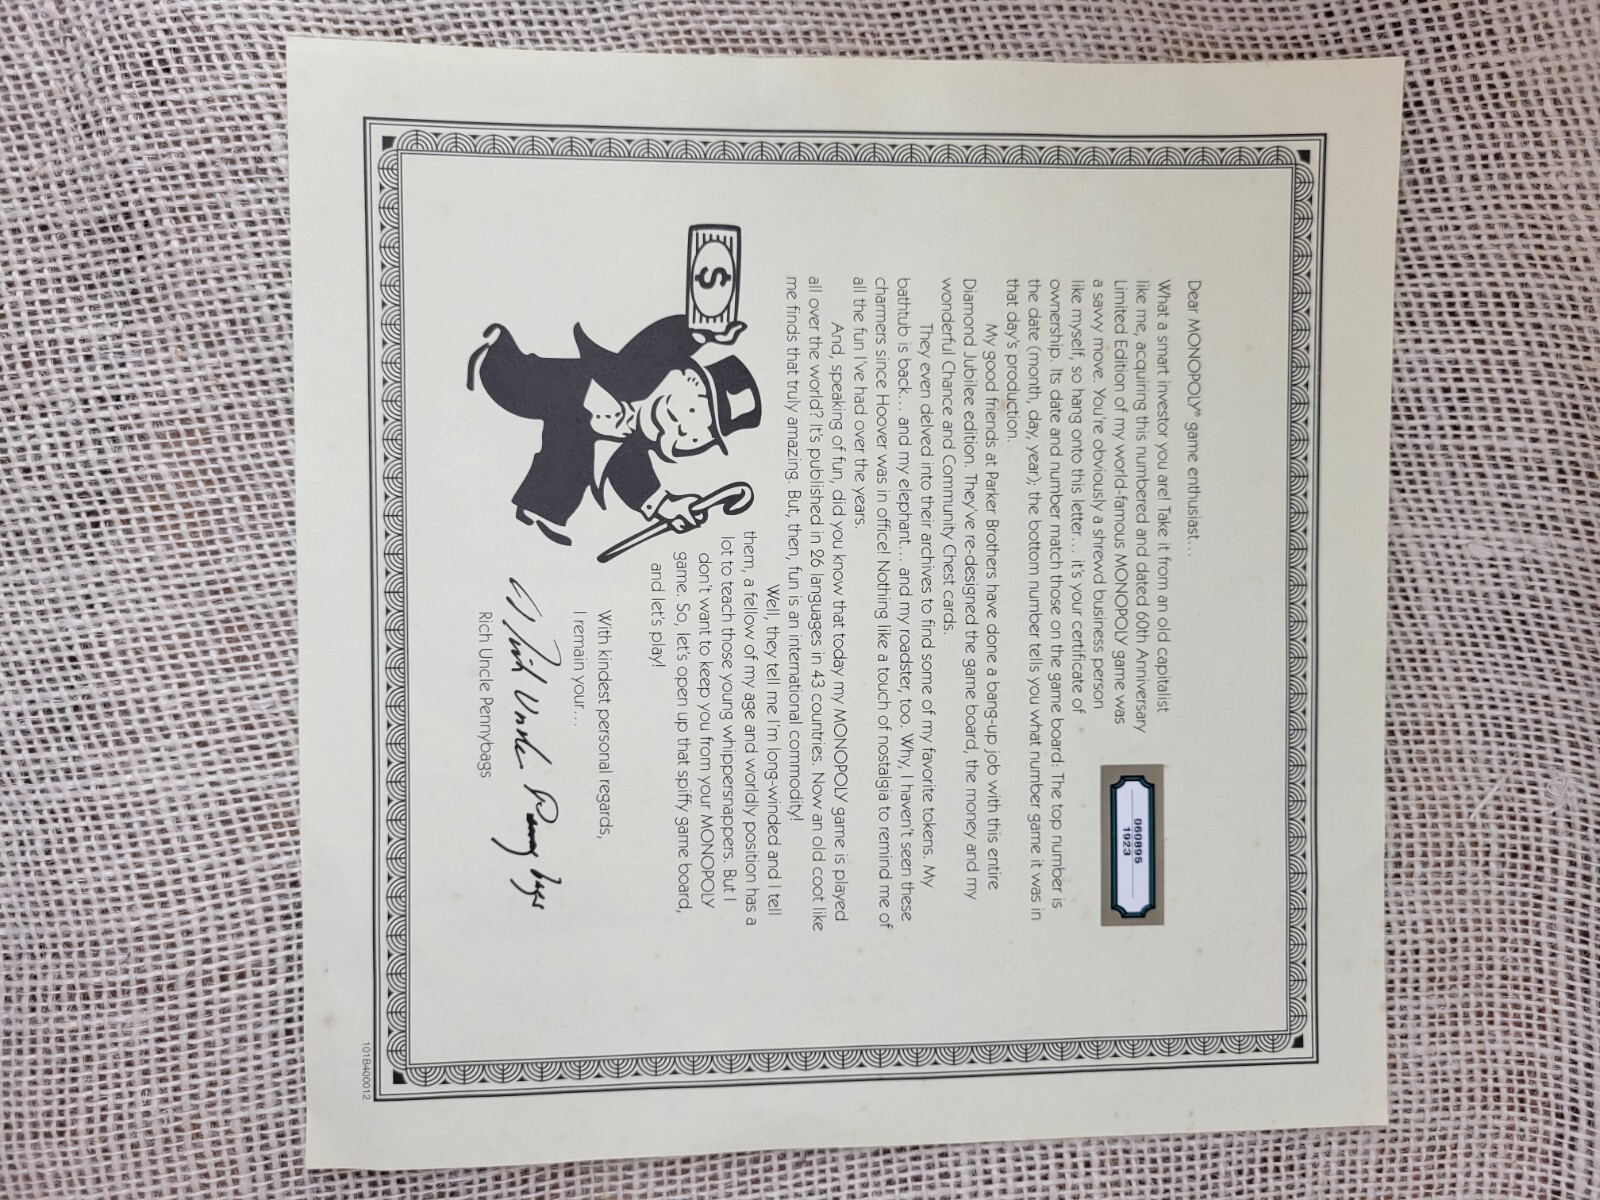 Dear MONOPOLY® game enthusiast...
What a smart investor you are! Take it from an old capitalist
like me, acquiring this numbered and dated 60th Anniversary
Limited Edition of my world-famous MONOPOLY game was
a savvy move. You're obviously a shrewd business person
like myself, so hang onto this letter... it's your certificate of
ownership. Its date and number match those on the game board: The top number is
the date (month, day, year); the bottom number tells you what number game it was in
that day's production.
060895
1923
My good friends at Parker Brothers have done a bang-up job with this entire
Diamond Jubilee edition. They've re-designed the game board, the money and my
wonderful Chance and Community Chest cards.
They even delved into their archives to find some of my favorite tokens. My
bathtub is back... and my elephant... and my roadster, too. Why, I haven't seen these
charmers since Hoover was in office! Nothing like a touch of nostalgia to remind me of
all the fun I've had over the years.
And, speaking of fun, did you know that today my MONOPOLY game is played
all over the world? It's published in 26 languages in 43 countries. Now an old coot like
me finds that truly amazing. But, then, fun is an international commodity!
Well, they tell me I'm long-winded and I tell
them, a fellow of my age and worldly position has a
lot to teach those young whippersnappers. But I
don't want to keep you from your MONOPOLY
game. So, let's open up that spiffy game board,
and let's play!
$
With kindest personal regards,
I remain your...
Rich Uncle Pennybags
Rich Uncle Pennybags
101B400012